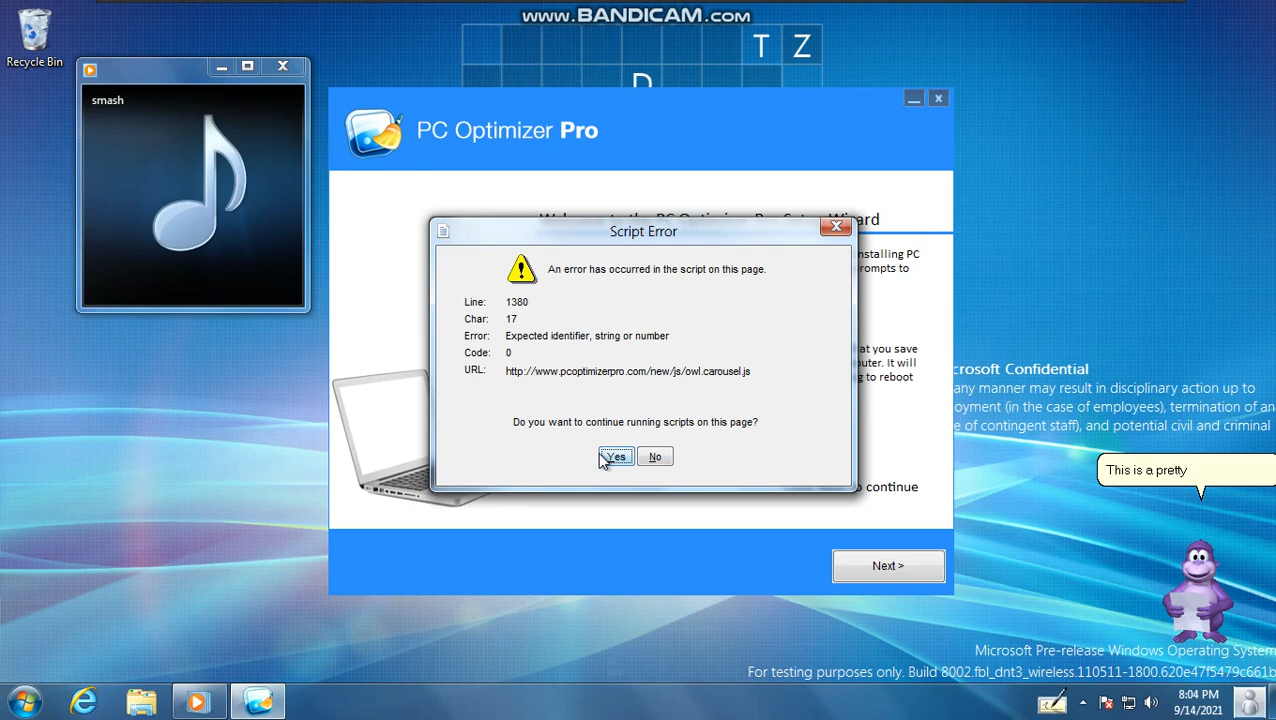 www.BANDICAM.com
Recycle Bin
T Z
D
smash
PC Optimizer Pro
x
Wizard
nstalling PC
prompts to
at you save
puter. It will
g to reboot
o continue
Next >
Script Error
An error has occurred in the script on this page.
Line: 1380
Char: 17
Error: Expected identifier, string or number
Code: 0
URL: http://www.pcoptimizerpro.com/new/js/owl.carousel.js
Do you want to continue running scripts on this page?
Yes No
crosoft Confidential
any manner may result in disciplinary action up to
oyment (in the case of employees), termination of an
e of contingent staff), and potential civil and criminal
This is a pretty
Microsoft Pre-release Windows Operating System
For testing purposes only. Build 8002.fbl_dnt3_wireless.110511-1800.620e47f5479c661b
8:04 PM
9/14/2021